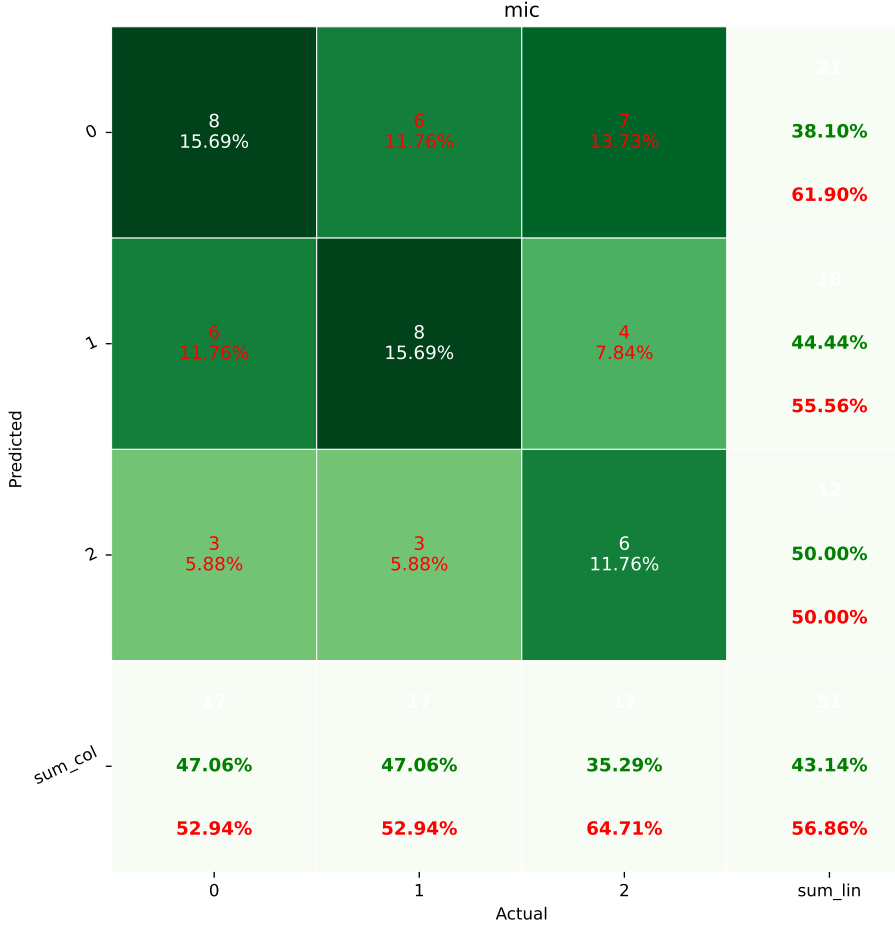 mic
8 6 7 21
15.69% 11.76% 13.73% 38.10%
61.90%
0
6 8 4 18
11.76% 15.69% 7.84% 44.44%
55.56%
1
3 3 6 12
5.88% 5.88% 11.76% 50.00%
50.00%
2
17 17 17 51
47.06% 47.06% 35.29% 43.14%
52.94% 52.94% 64.71% 56.86%
sum_col
0 1 2 sum_lin
Actual
Predicted